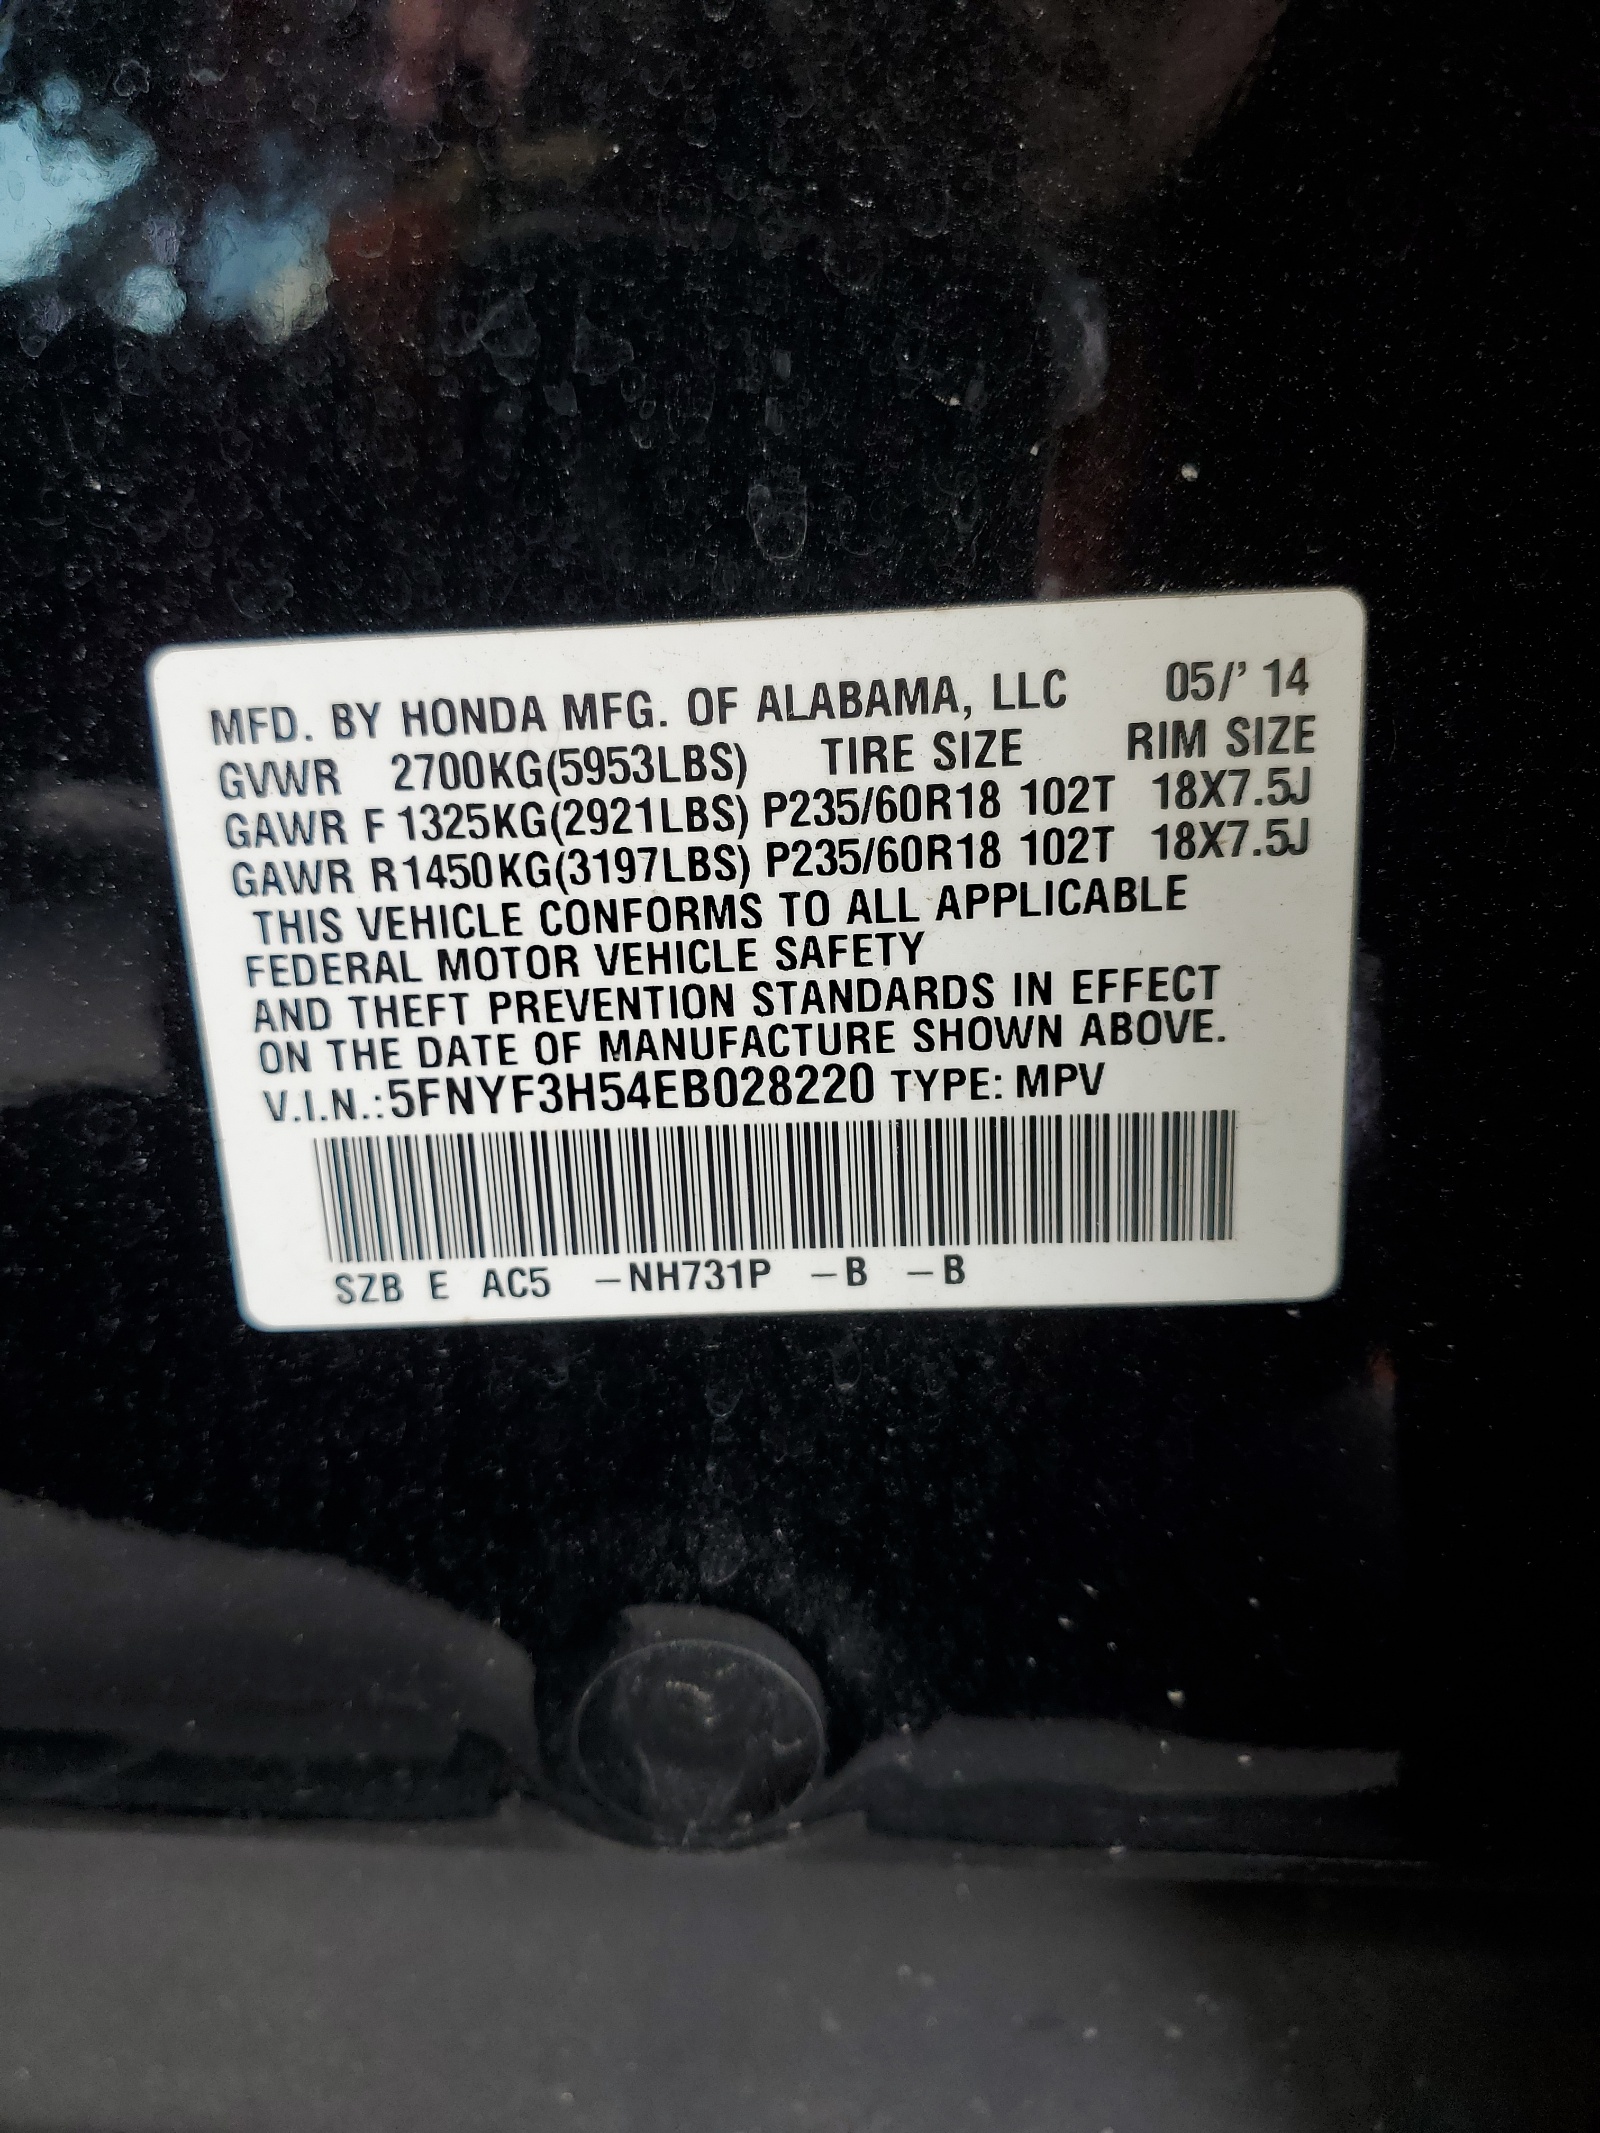 MFD. BY HONDA MFG. OF ALABAMA, LLC 05/' 14
GVWR 2700KG(5953LBS) TIRE SIZE RIM SIZE
GAWR F 1325KG(2921LBS) P235/60R18 102T 18X7.5J
GAWR R1450KG(3197LBS) P235/60R18 102T 18X7.5J
THIS VEHICLE CONFORMS TO ALL APPLICABLE
FEDERAL MOTOR VEHICLE SAFETY
AND THEFT PREVENTION STANDARDS IN EFFECT
ON THE DATE OF MANUFACTURE SHOWN ABOVE.
V.I.N.:5FNYF3H54EB028220 TYPE: MPV
SZB E AC5 –NH731P –B –B